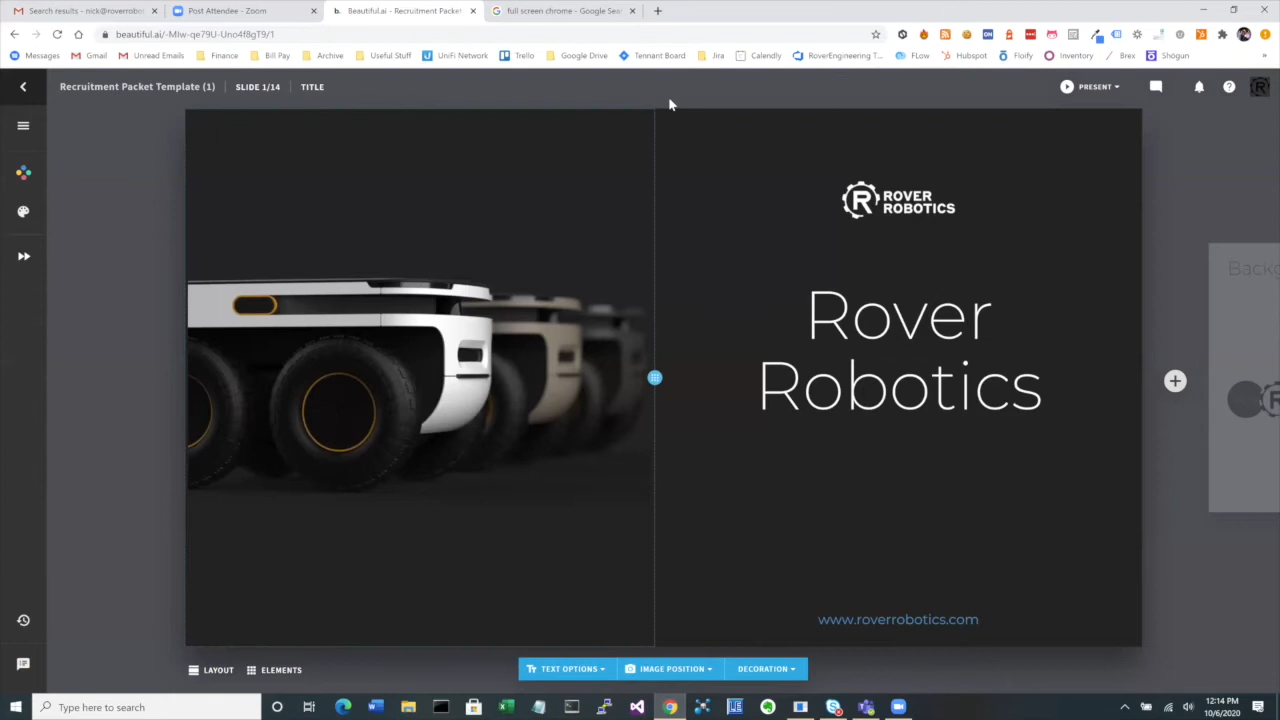 Search results - nick@roverrobot
Post Attendee - Zoom
b. Beautiful.ai - Recruitment Packet
full screen chrome - Google Sea
beautiful.ai/-MIw-qe79U-Uno4f8gT9/1
Messages Gmail Unread Emails Finance Bill Pay Archive Useful Stuff UniFi Network Trello Google Drive Tennant Board Jira Calendly RoverEngineering T... FLow Hubspot Floify Inventory Brex Shogun »
Recruitment Packet Template (1) SLIDE 1/14 TITLE PRESENT
R ROVER
ROBOTICS
Backg
Rover
Robotics
www.roverrobotics.com
LAYOUT ELEMENTS TEXT OPTIONS IMAGE POSITION DECORATION
Type here to search
12:14 PM
10/6/2020